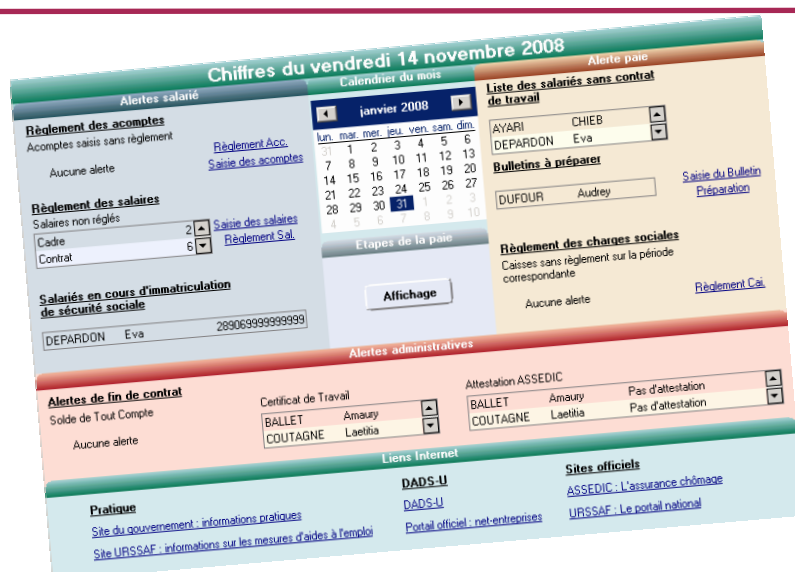 Chiffres du vendredi 14 novembre 2008
Alertes salarié
Règlement des acomptes
Acomptes saisis sans règlement
Aucune alerte
Règlement Acc.
Saisie des acomptes
Règlement des salaires
Salaires non réglés
Cadre 2
Contrat 6
Saisie des salaires
Règlement Sal.
Salariés en cours d'immatriculation
de sécurité sociale
DEPARDON Eva 289069999999999
Calendrier du mois
janvier 2008
lun. mar. mer. jeu. ven. sam. dim.
31 1 2 3 4 5 6
7 8 9 10 11 12 13
14 15 16 17 18 19 20
21 22 23 24 25 26 27
28 29 30 31 1 2 3
4 5 6 7 8 9 10
Etapes de la paie
Affichage
Alerte paie
Liste des salariés sans contrat
de travail
AYARI CHIEB
DEPARDON Eva
Bulletins à préparer
DUFOUR Audrey
Saisie du Bulletin
Préparation
Règlement des charges sociales
Caisses sans règlement sur la période
correspondante
Aucune alerte
Règlement Cai.
Alertes administratives
Alertes de fin de contrat
Solde de Tout Compte
Aucune alerte
Certificat de Travail
BALLET Amaury
COUTAGNE Laetitia
Attestation ASSEDIC
BALLET Amaury Pas d'attestation
COUTAGNE Laetitia Pas d'attestation
Liens Internet
Pratique
Site du gouvernement : informations pratiques
Site URSSAF : informations sur les mesures d'aides à l'emploi
DADS-U
DADS-U
Portail officiel : net-entreprises
Sites officiels
ASSEDIC : L'assurance chômage
URSSAF : Le portail national